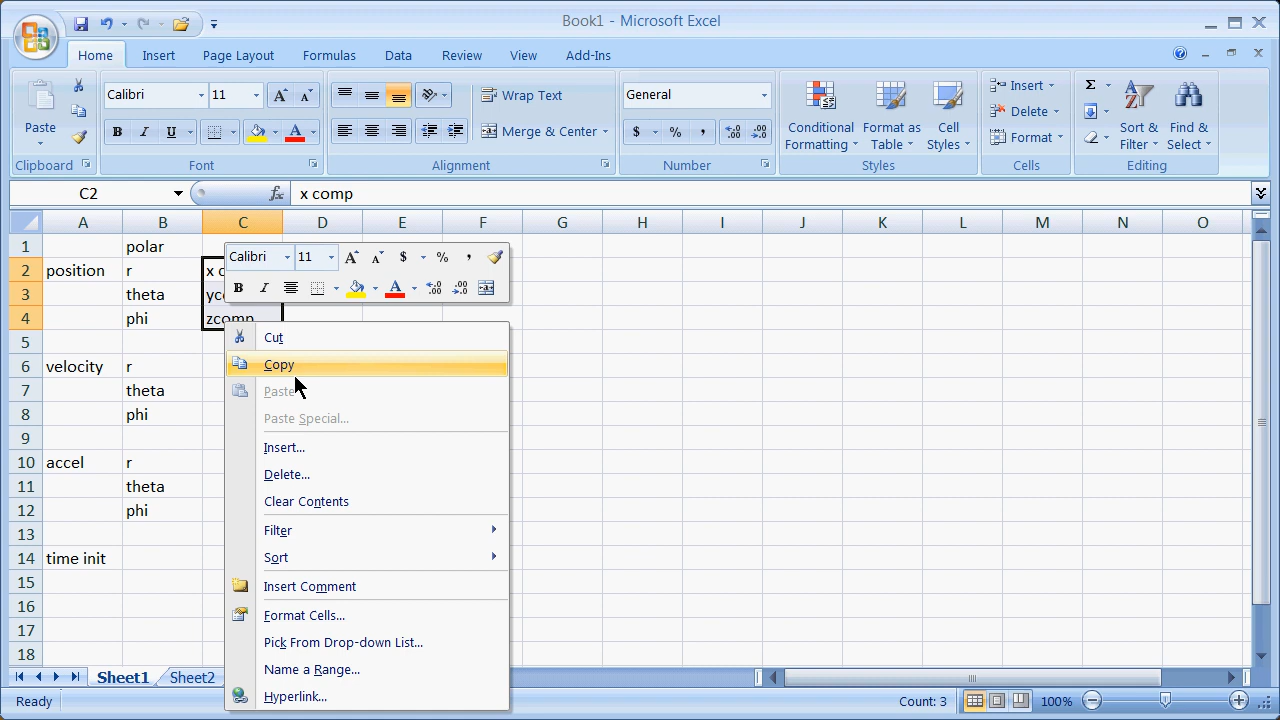 Book1 - Microsoft Excel
Home Insert Page Layout Formulas Data Review View Add-Ins
Calibri 11 Wrap Text General Insert
Paste Conditional Formatting Format as Table Cell Styles Delete Sort & Filter Find & Select
B I U A Merge & Center $ % , Format
Clipboard Font Alignment Number Styles Cells Editing
C2 fx x comp
A B C D E F G H I J K L M N O
1 polar
2 position r x c
3 theta yc
4 phi zcomp
5
6 velocity r
7 theta
8 phi
9
10 accel r
11 theta
12 phi
13
14 time init
15
16
17
18
Calibri 11 A A $ % ,
B I A
Cut
Copy
Paste
Paste Special...
Insert...
Delete...
Clear Contents
Filter
Sort
Insert Comment
Format Cells...
Pick From Drop-down List...
Name a Range...
Hyperlink...
Sheet1 Sheet2
Ready Count: 3 100%